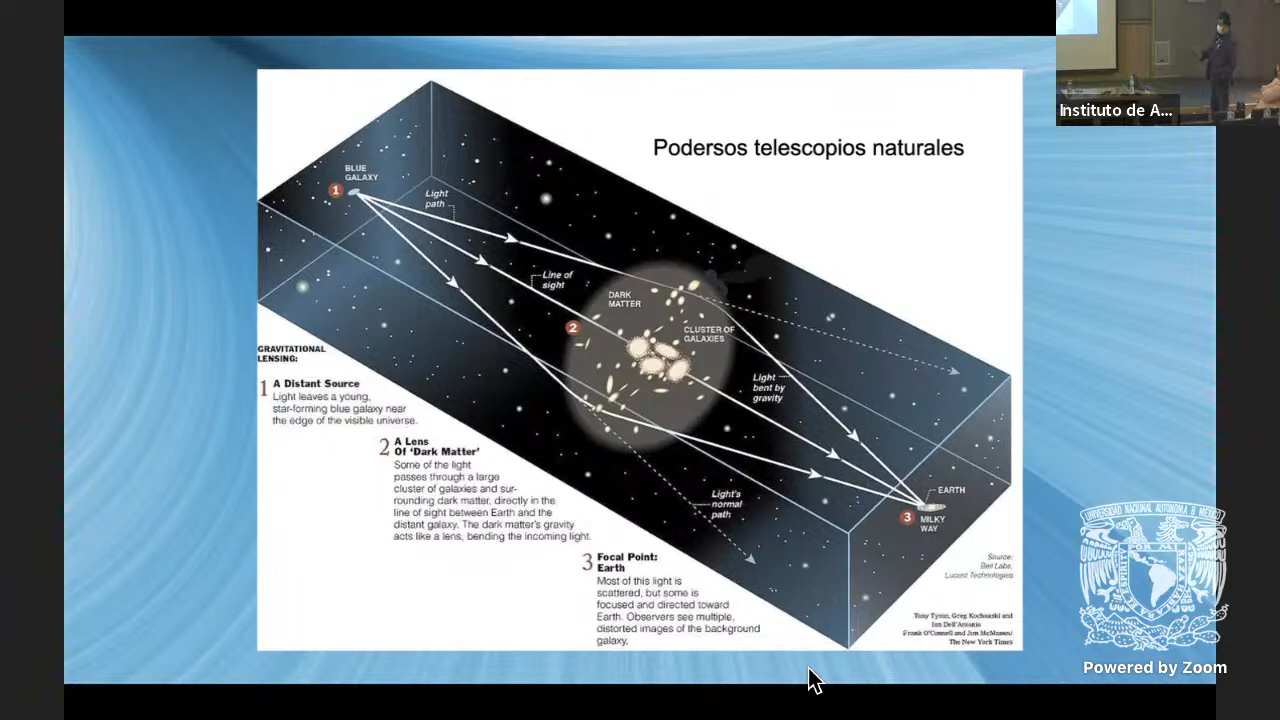 Instituto de A...
Podersos telescopios naturales
BLUE
GALAXY
1
Light
path
Line of
sight
DARK
MATTER
2
CLUSTER OF
GALAXIES
Light
bent by
gravity
Light's
normal
path
EARTH
3
MILKY
WAY
GRAVITATIONAL
LENSING:
1 A Distant Source
Light leaves a young,
star-forming blue galaxy near
the edge of the visible universe.
2 A Lens
Of 'Dark Matter'
Some of the light
passes through a large
cluster of galaxies and sur-
rounding dark matter, directly in the
line of sight between Earth and the
distant galaxy. The dark matter's gravity
acts like a lens, bending the incoming light.
3 Focal Point:
Earth
Most of this light is
scattered, but some is
focused and directed toward
Earth. Observers see multiple,
distorted images of the background
galaxy.
Source:
Bell Labs,
Lucent Technologies
Tony Tyson, Greg Kochanski and
Ian Dell'Antonio
Frank O'Connell and Jim McManus/
The New York Times
UNIVERSIDAD NACIONAL AUTONOMA DE MEXICO
Powered by Zoom